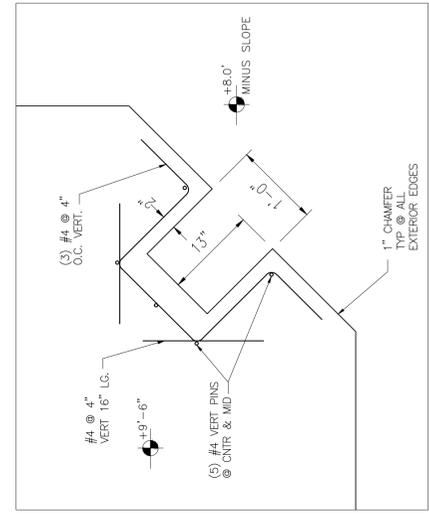 +8.0'
MINUS SLOPE
(3) #4 @ 4"
O.C. VERT.
2"
1'-0"
13"
1" CHAMFER
TYP @ ALL
EXTERIOR EDGES
#4 @ 4"
VERT 16" LG.
+9'-6"
(5) #4 VERT PINS
@ CNTR & MID